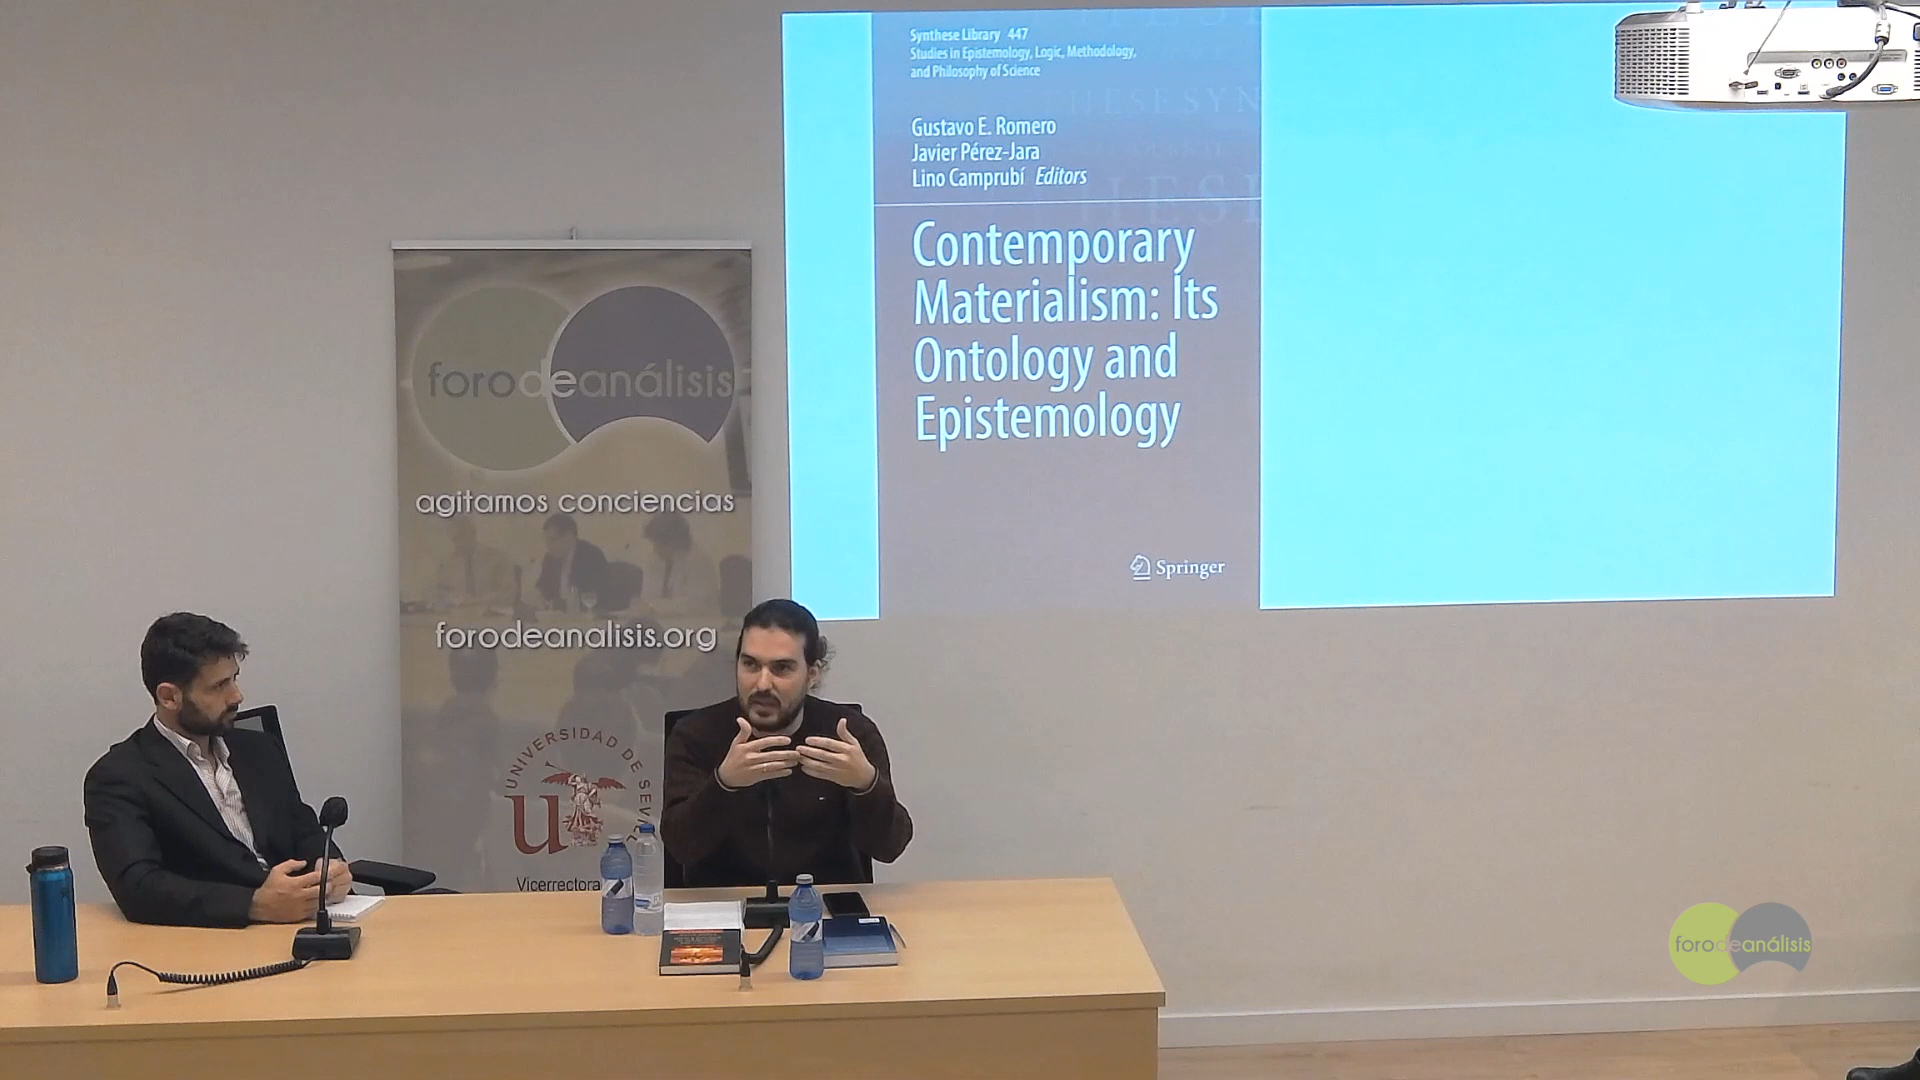 Synthese Library 447
Studies in Epistemology, Logic, Methodology,
and Philosophy of Science
Gustavo E. Romero
Javier Pérez-Jara
Lino Camprubí Editors
Contemporary
Materialism: Its
Ontology and
Epistemology
Springer
forodeanálisis
agitamos conciencias
forodeanalisis.org
UNIVERSIDAD DE SEVIL
u
Vicerrectora
forodeanálisis